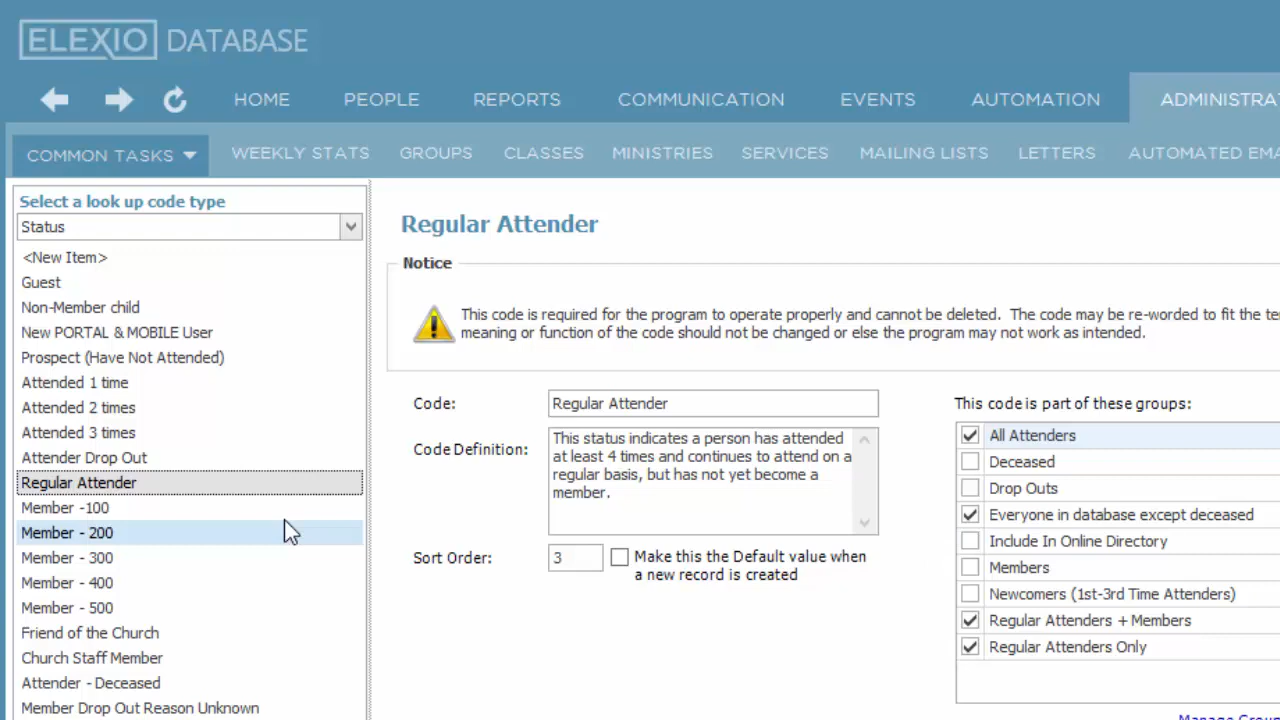 ELEXIO DATABASE
HOME PEOPLE REPORTS COMMUNICATION EVENTS AUTOMATION ADMINISTRA
COMMON TASKS WEEKLY STATS GROUPS CLASSES MINISTRIES SERVICES MAILING LISTS LETTERS AUTOMATED EMA
Select a look up code type
Status
<New Item>
Guest
Non-Member child
New PORTAL & MOBILE User
Prospect (Have Not Attended)
Attended 1 time
Attended 2 times
Attended 3 times
Attender Drop Out
Regular Attender
Member -100
Member - 200
Member - 300
Member - 400
Member - 500
Friend of the Church
Church Staff Member
Attender - Deceased
Member Drop Out Reason Unknown
Regular Attender
Notice
This code is required for the program to operate properly and cannot be deleted. The code may be re-worded to fit the te
meaning or function of the code should not be changed or else the program may not work as intended.
Code: Regular Attender
Code Definition:
This status indicates a person has attended
at least 4 times and continues to attend on a
regular basis, but has not yet become a
member.
Sort Order: 3
Make this the Default value when
a new record is created
This code is part of these groups:
All Attenders
Deceased
Drop Outs
Everyone in database except deceased
Include In Online Directory
Members
Newcomers (1st-3rd Time Attenders)
Regular Attenders + Members
Regular Attenders Only